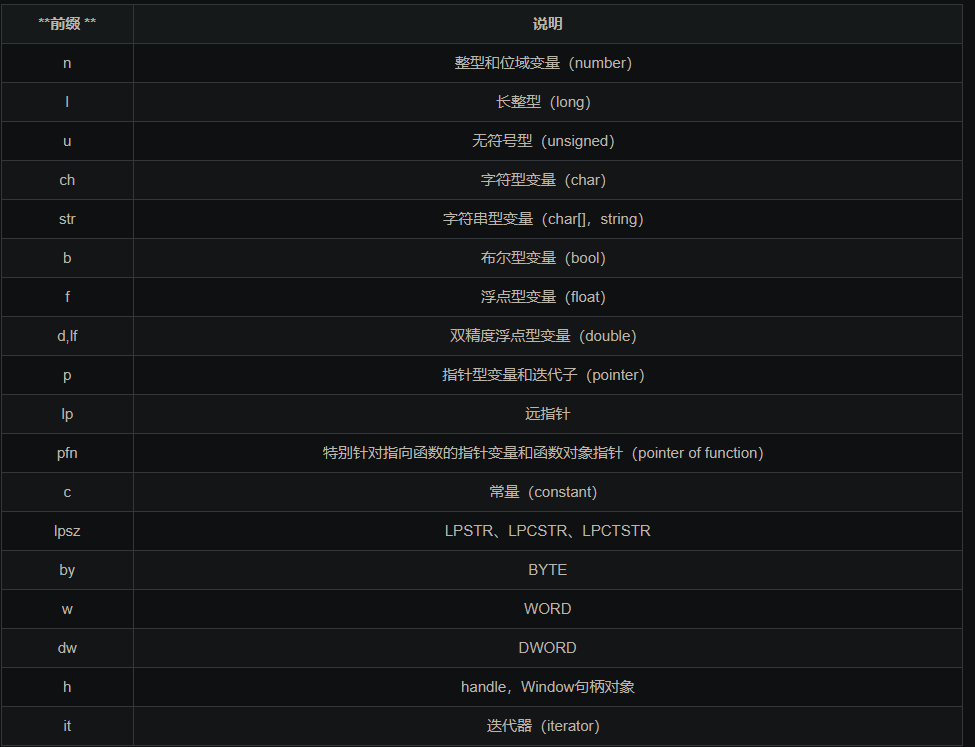 **前缀 ** 说明
n 整型和位域变量（number）
l 长整型（long）
u 无符号型（unsigned）
ch 字符型变量（char）
str 字符串型变量（char[]，string）
b 布尔型变量（bool）
f 浮点型变量（float）
d,lf 双精度浮点型变量（double）
p 指针型变量和迭代子（pointer）
lp 远指针
pfn 特别针对指向函数的指针变量和函数对象指针（pointer of function）
c 常量（constant）
lpsz LPSTR、LPCSTR、LPCTSTR
by BYTE
w WORD
dw DWORD
h handle，Window句柄对象
it 迭代器（iterator）